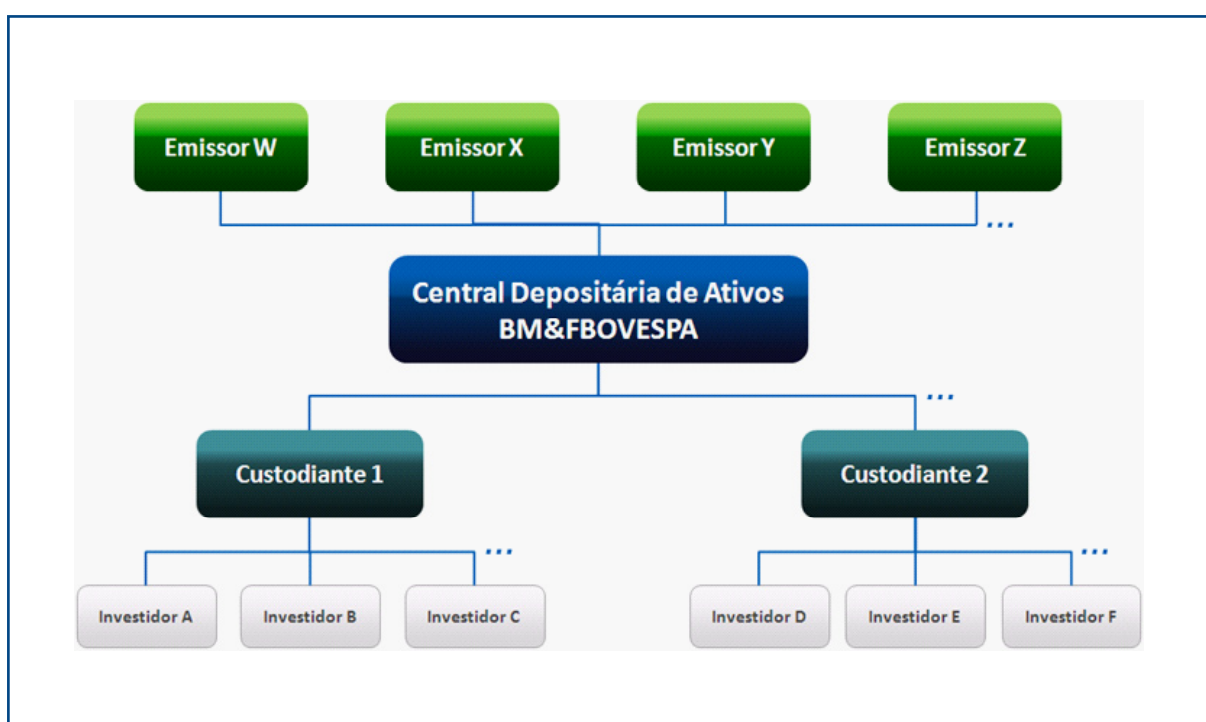 Emissor W
Emissor X
Emissor Y
Emissor Z
...
Central Depositária de Ativos
BM&FBOVESPA
...
Custodiante 1
Custodiante 2
...
...
Investidor A
Investidor B
Investidor C
Investidor D
Investidor E
Investidor F